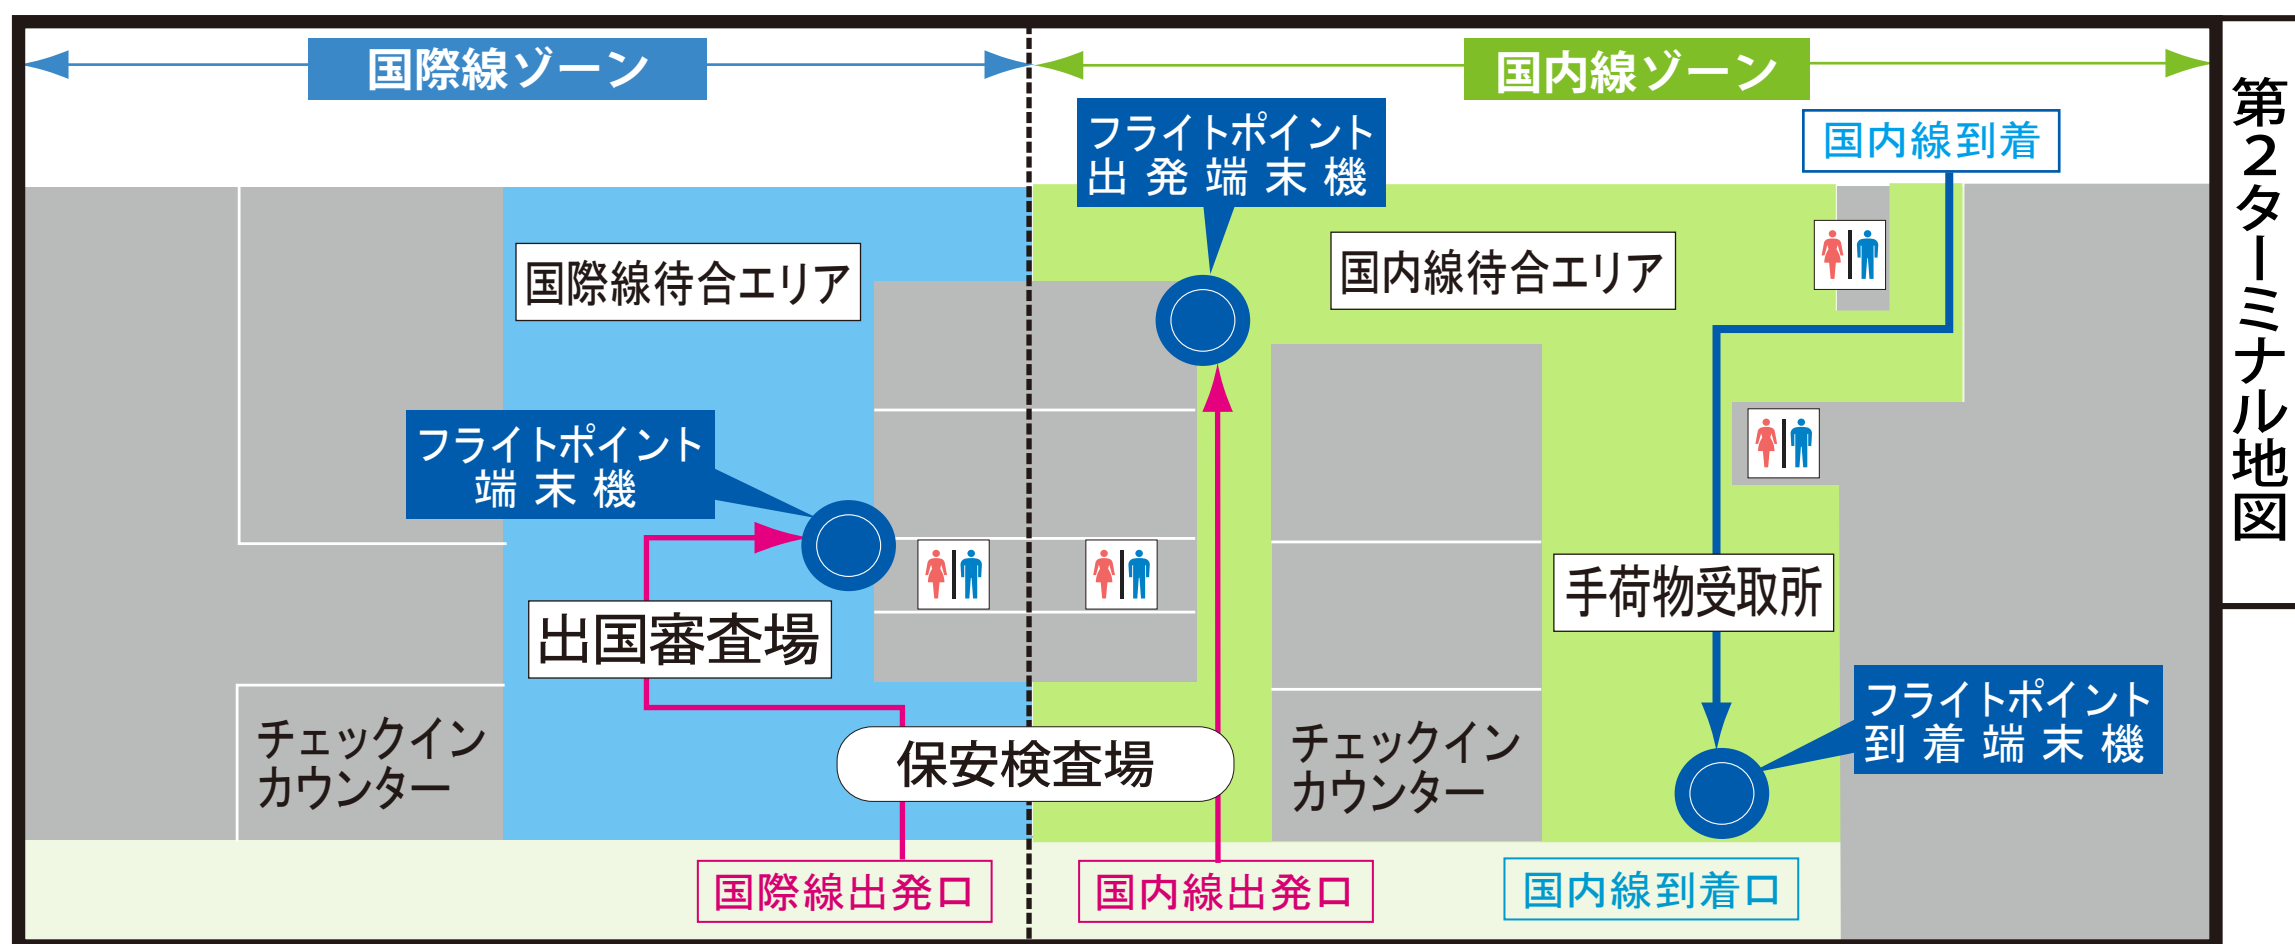 国際線ゾーン
国内線ゾーン
フライトポイント
出発端末機
国内線到着
国際線待合エリア
国内線待合エリア
フライトポイント
端末機
出国審査場
手荷物受取所
チェックイン
カウンター
保安検査場
チェックイン
カウンター
フライトポイント
到着端末機
国際線出発口
国内線出発口
国内線到着口
第2ターミナル地図